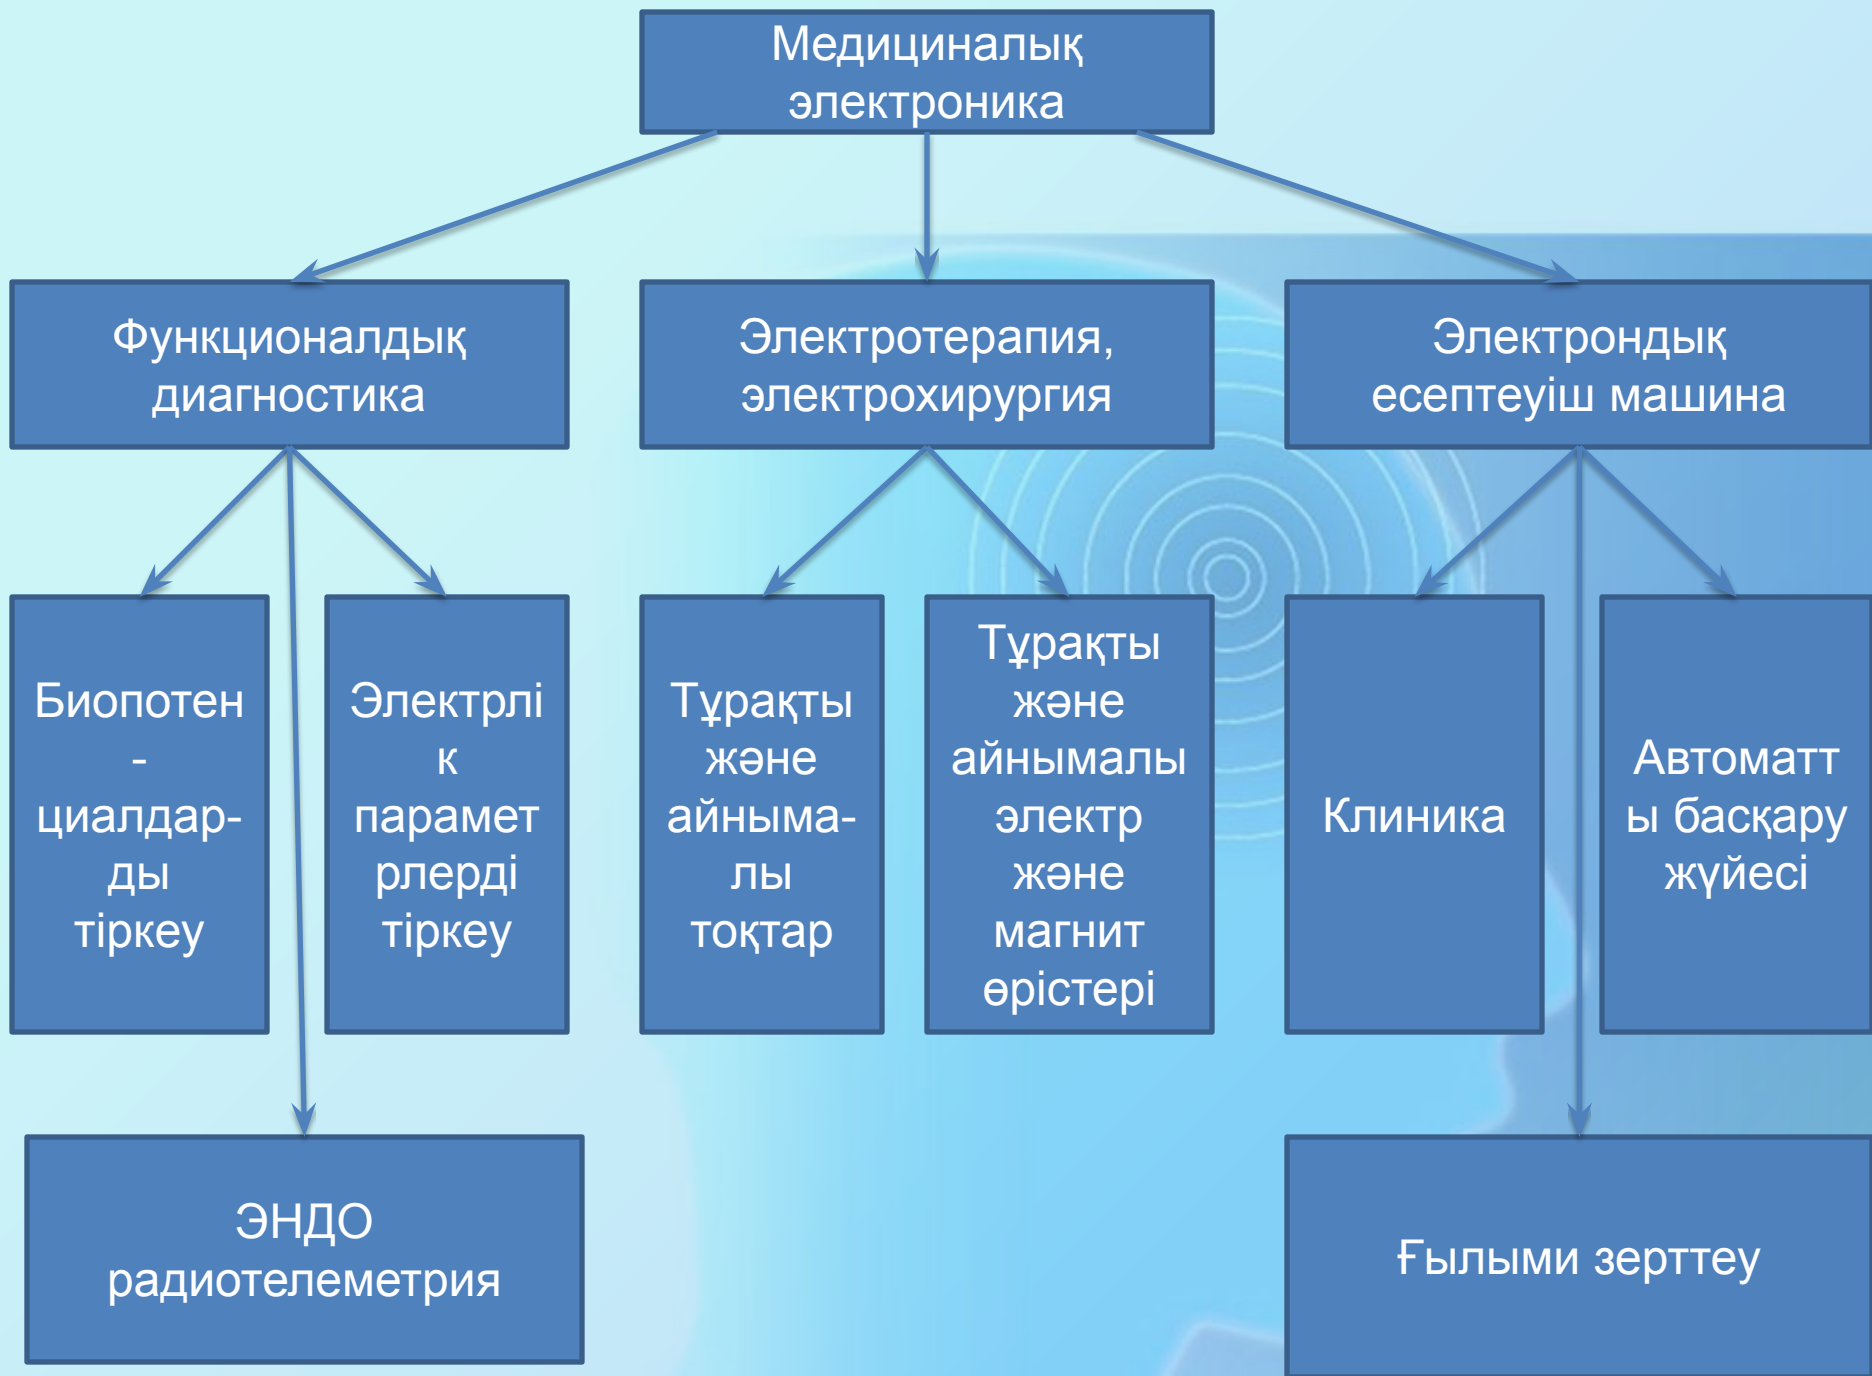 Медициналық
электроника
Функционалдық
диагностика
Электротерапия,
электрохирургия
Электрондық
есептеуіш машина
Биопотен
-
циалдар-
ды
тіркеу
Электрлі
к
парамет
рлерді
тіркеу
Тұрақты
және
айныма-
лы
тоқтар
Тұрақты
және
айнымалы
электр
және
магнит
өрістері
Клиника
Автоматт
ы басқару
жүйесі
ЭНДО
радиотелеметрия
Ғылыми зерттеу